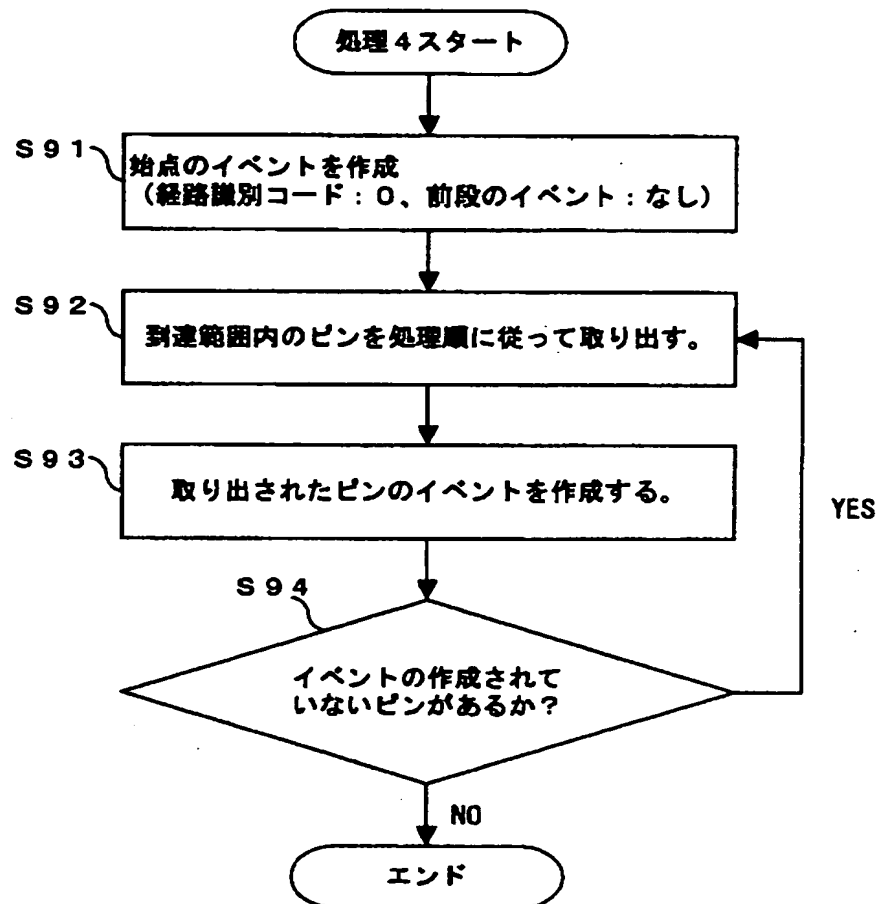 処理4スタート
S91
始点のイベントを作成
(経路識別コード:0、前段のイベント:なし)
S92
到達範囲内のピンを処理順に従って取り出す。
S93
取り出されたピンのイベントを作成する。
YES
S94
イベントの作成されて
いないピンがあるか?
NO
エンド